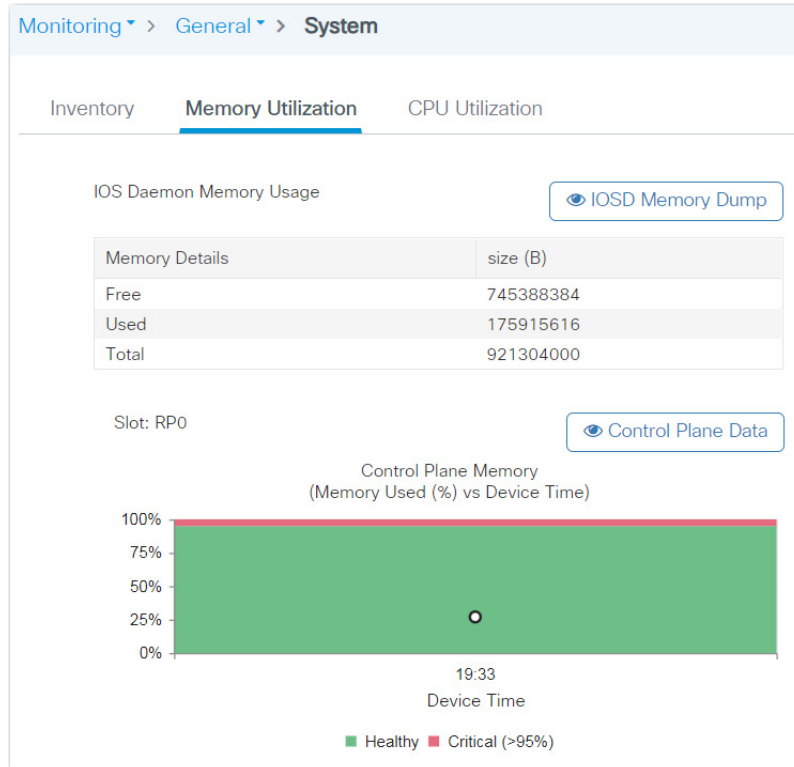 Monitoring > General > System
Inventory Memory Utilization CPU Utilization
IOS Daemon Memory Usage
IOSD Memory Dump
Memory Details size (B)
Free 745388384
Used 175915616
Total 921304000
Slot: RP0
Control Plane Data
Control Plane Memory
(Memory Used (%) vs Device Time)
100%
75%
50%
25%
0%
19:33
Device Time
Healthy Critical (>95%)